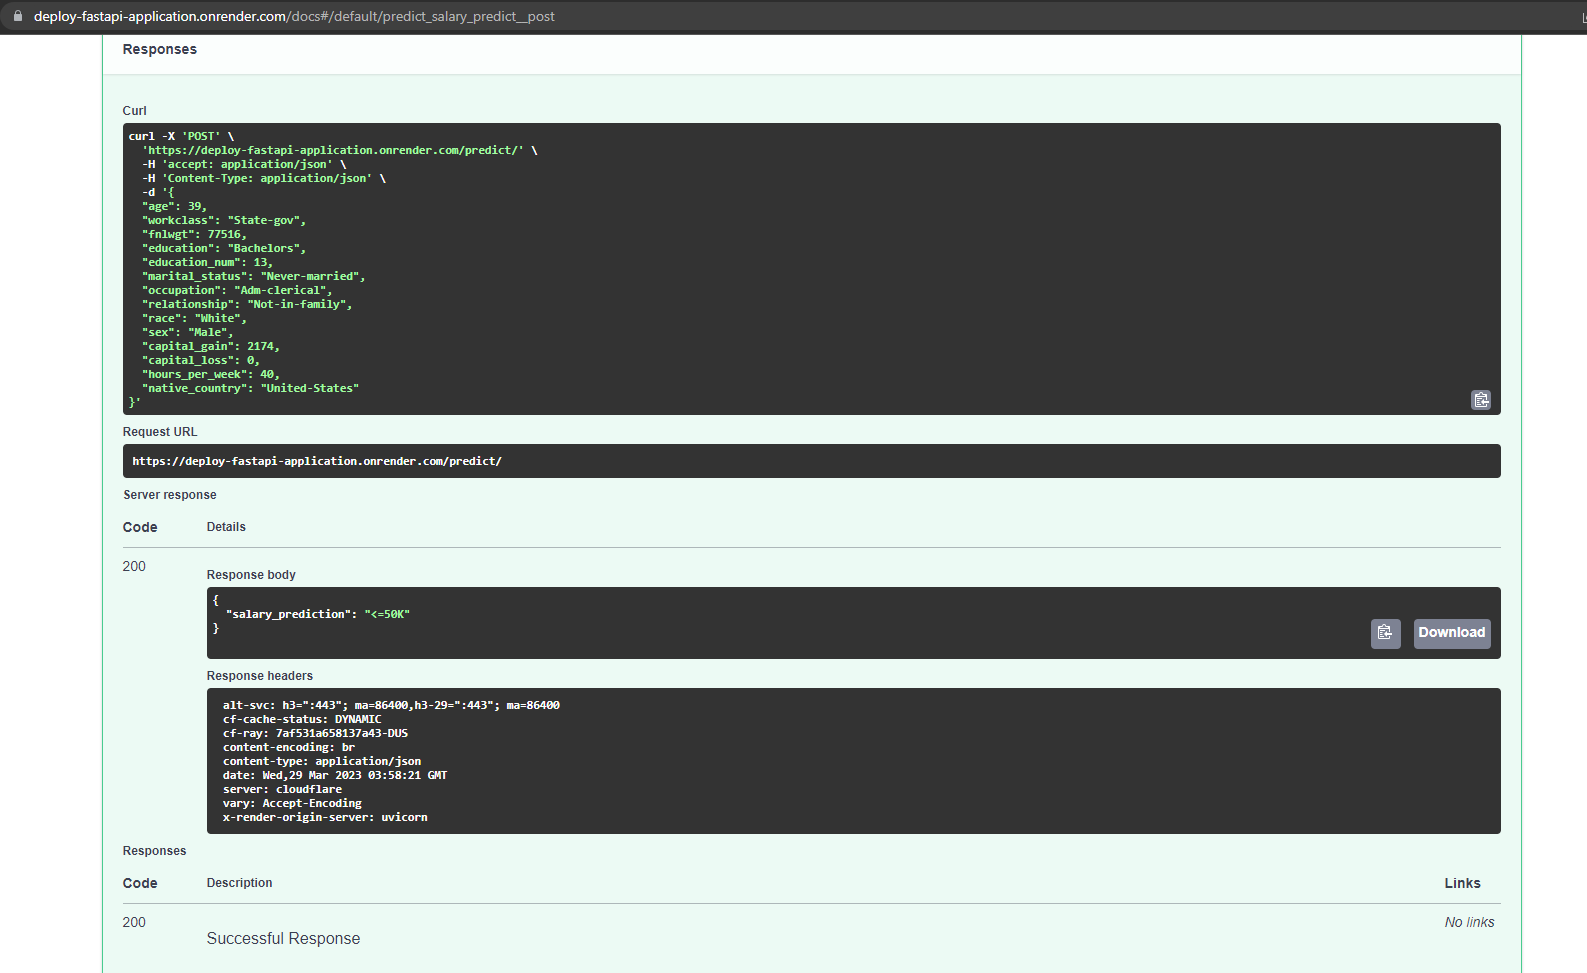 deploy-fastapi-application.onrender.com/docs#/default/predict_salary_predict__post
Responses
Curl
curl -X 'POST' \
  'https://deploy-fastapi-application.onrender.com/predict/' \
  -H 'accept: application/json' \
  -H 'Content-Type: application/json' \
  -d '{
  "age": 39,
  "workclass": "State-gov",
  "fnlwgt": 77516,
  "education": "Bachelors",
  "education_num": 13,
  "marital_status": "Never-married",
  "occupation": "Adm-clerical",
  "relationship": "Not-in-family",
  "race": "White",
  "sex": "Male",
  "capital_gain": 2174,
  "capital_loss": 0,
  "hours_per_week": 40,
  "native_country": "United-States"
}'
Request URL
https://deploy-fastapi-application.onrender.com/predict/
Server response
Code Details
200
Response body
{
  "salary_prediction": "<=50K"
}
Download
Response headers
alt-svc: h3=":443"; ma=86400,h3-29=":443"; ma=86400
cf-cache-status: DYNAMIC
cf-ray: 7af531a658137a43-DUS
content-encoding: br
content-type: application/json
date: Wed,29 Mar 2023 03:58:21 GMT
server: cloudflare
vary: Accept-Encoding
x-render-origin-server: uvicorn
Responses
Code Description Links
200 No links
Successful Response